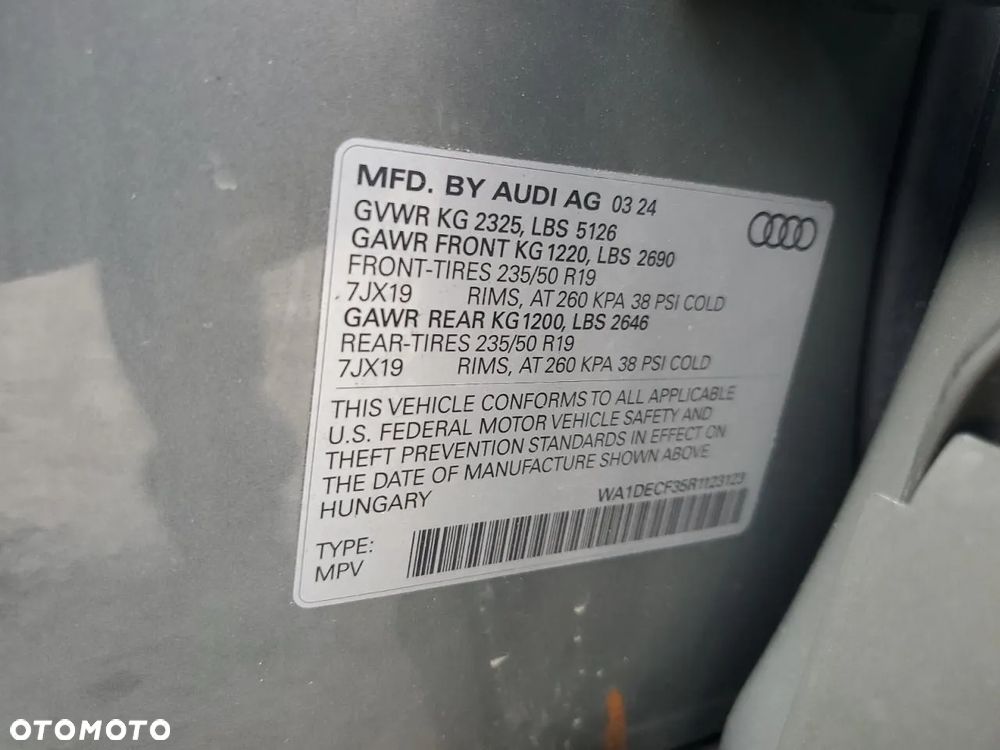 MFD. BY AUDI AG 03 24
GVWR KG 2325, LBS 5126
GAWR FRONT KG 1220, LBS 2690
FRONT-TIRES 235/50 R19
7JX19 RIMS, AT 260 KPA 38 PSI COLD
GAWR REAR KG 1200, LBS 2646
REAR-TIRES 235/50 R19
7JX19 RIMS, AT 260 KPA 38 PSI COLD
THIS VEHICLE CONFORMS TO ALL APPLICABLE
U.S. FEDERAL MOTOR VEHICLE SAFETY AND
THEFT PREVENTION STANDARDS IN EFFECT ON
THE DATE OF MANUFACTURE SHOWN ABOVE
HUNGARY WA1DECF35R1123123
TYPE:
MPV
OTOMOTO